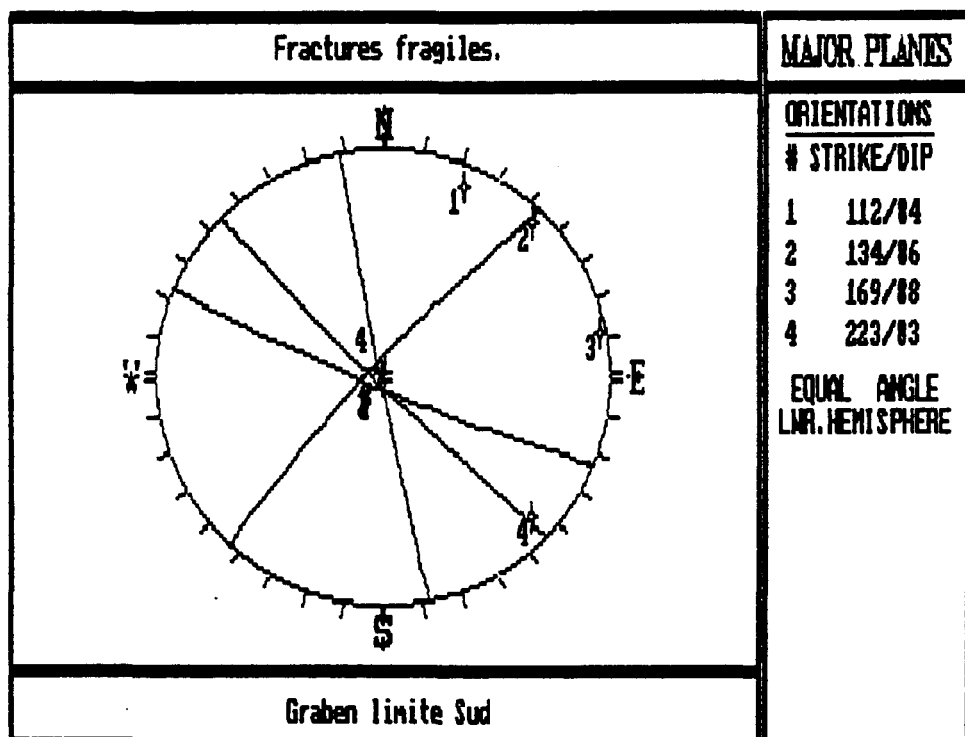 Fractures fragiles.
MAJOR PLANES
ORIENTATIONS
# STRIKE/DIP
1 112/84
2 134/86
3 169/88
4 223/83
EQUAL ANGLE
LWR.HEMISPHERE
N
1
2
3
4
W
E
4
S
Graben limite Sud